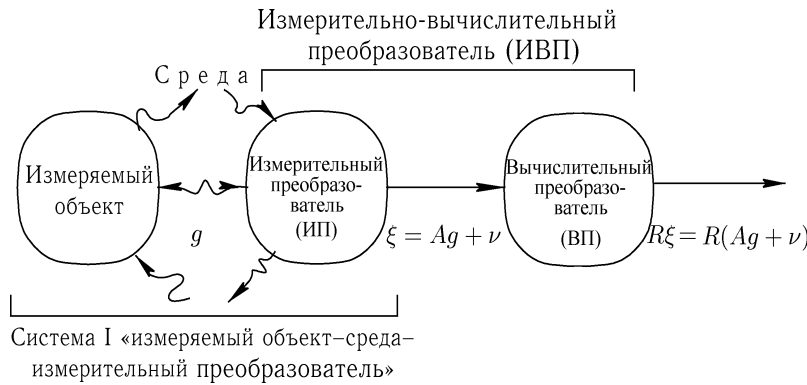 Измерительно-вычислительный
преобразователь (ИВП)
Среда
Измеряемый
объект
Измерительный
преобразо-
ватель
(ИП)
Вычислительный
преобразо-
ватель
(ВП)
g
ξ = Ag + ν
Rξ = R(Ag + ν)
Система I «измеряемый объект–среда–
измерительный преобразователь»